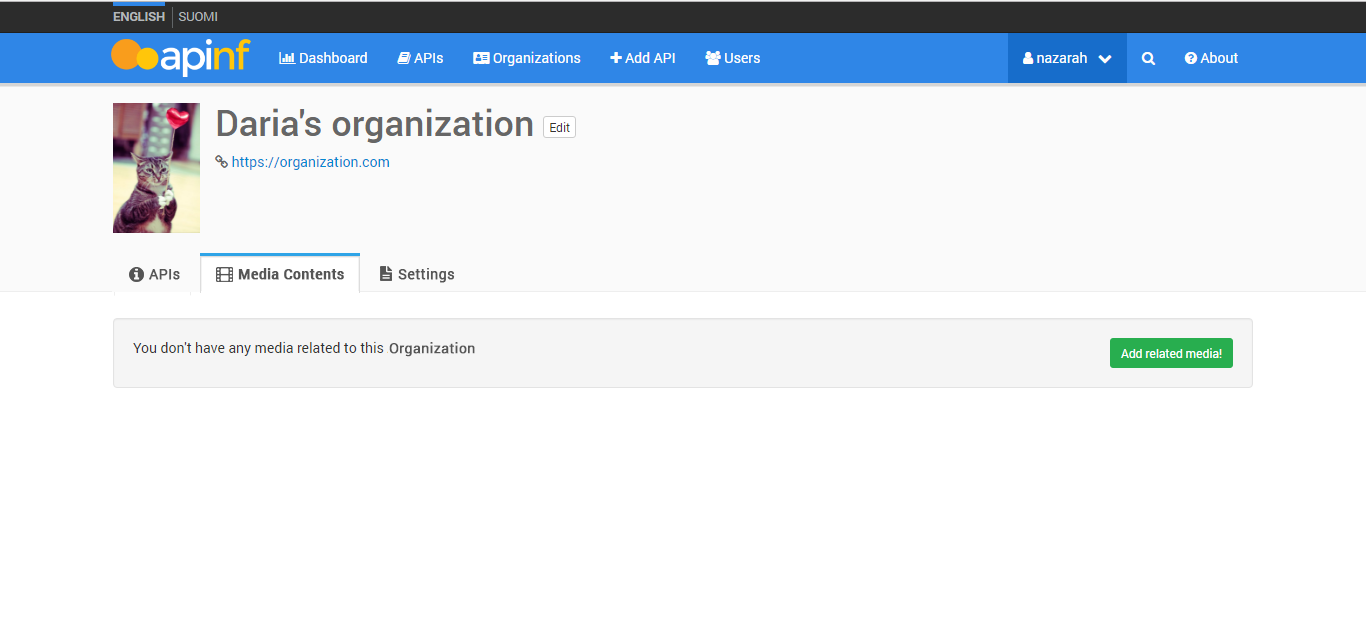 ENGLISH SUOMI
apinf Dashboard APIs Organizations Add API Users nazarah About
Daria's organization Edit
https://organization.com
APIs Media Contents Settings
You don't have any media related to this Organization Add related media!